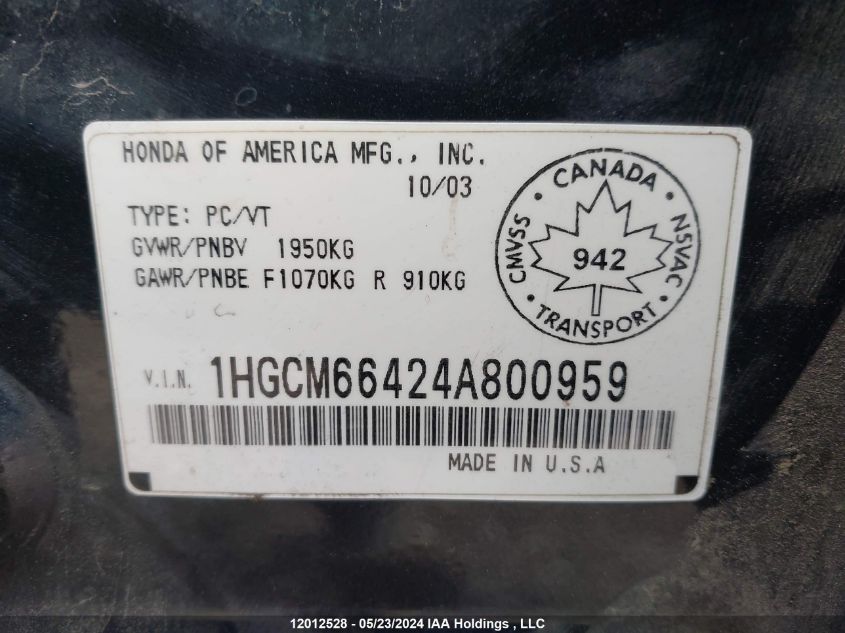 HONDA OF AMERICA MFG., INC.
10/03
TYPE: PC/VT
GVWR/PNBV 1950KG
GAWR/PNBE F1070KG R 910KG
CANADA
CMVSS
NSVAC
942
TRANSPORT
V.I.N. 1HGCM66424A800959
MADE IN U.S.A
12012528 - 05/23/2024 IAA Holdings , LLC